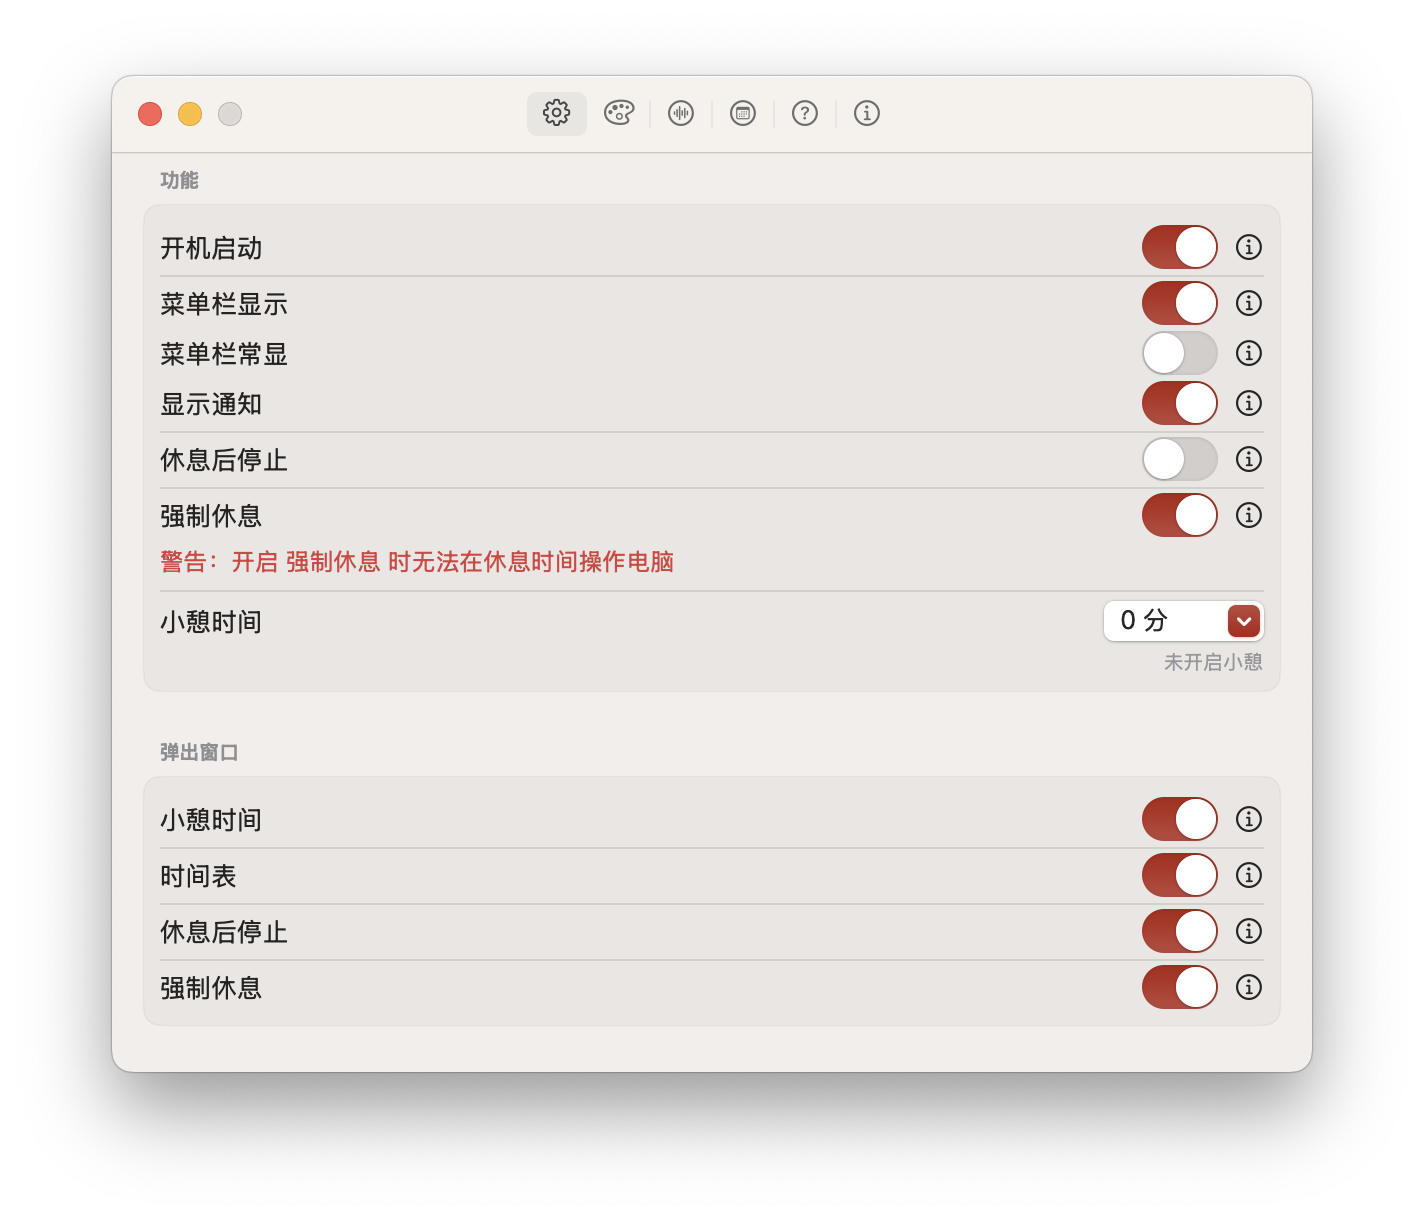 功能
开机启动
菜单栏显示
菜单栏常显
显示通知
休息后停止
强制休息
警告：开启 强制休息 时无法在休息时间操作电脑
小憩时间
0 分
未开启小憩
弹出窗口
小憩时间
时间表
休息后停止
强制休息